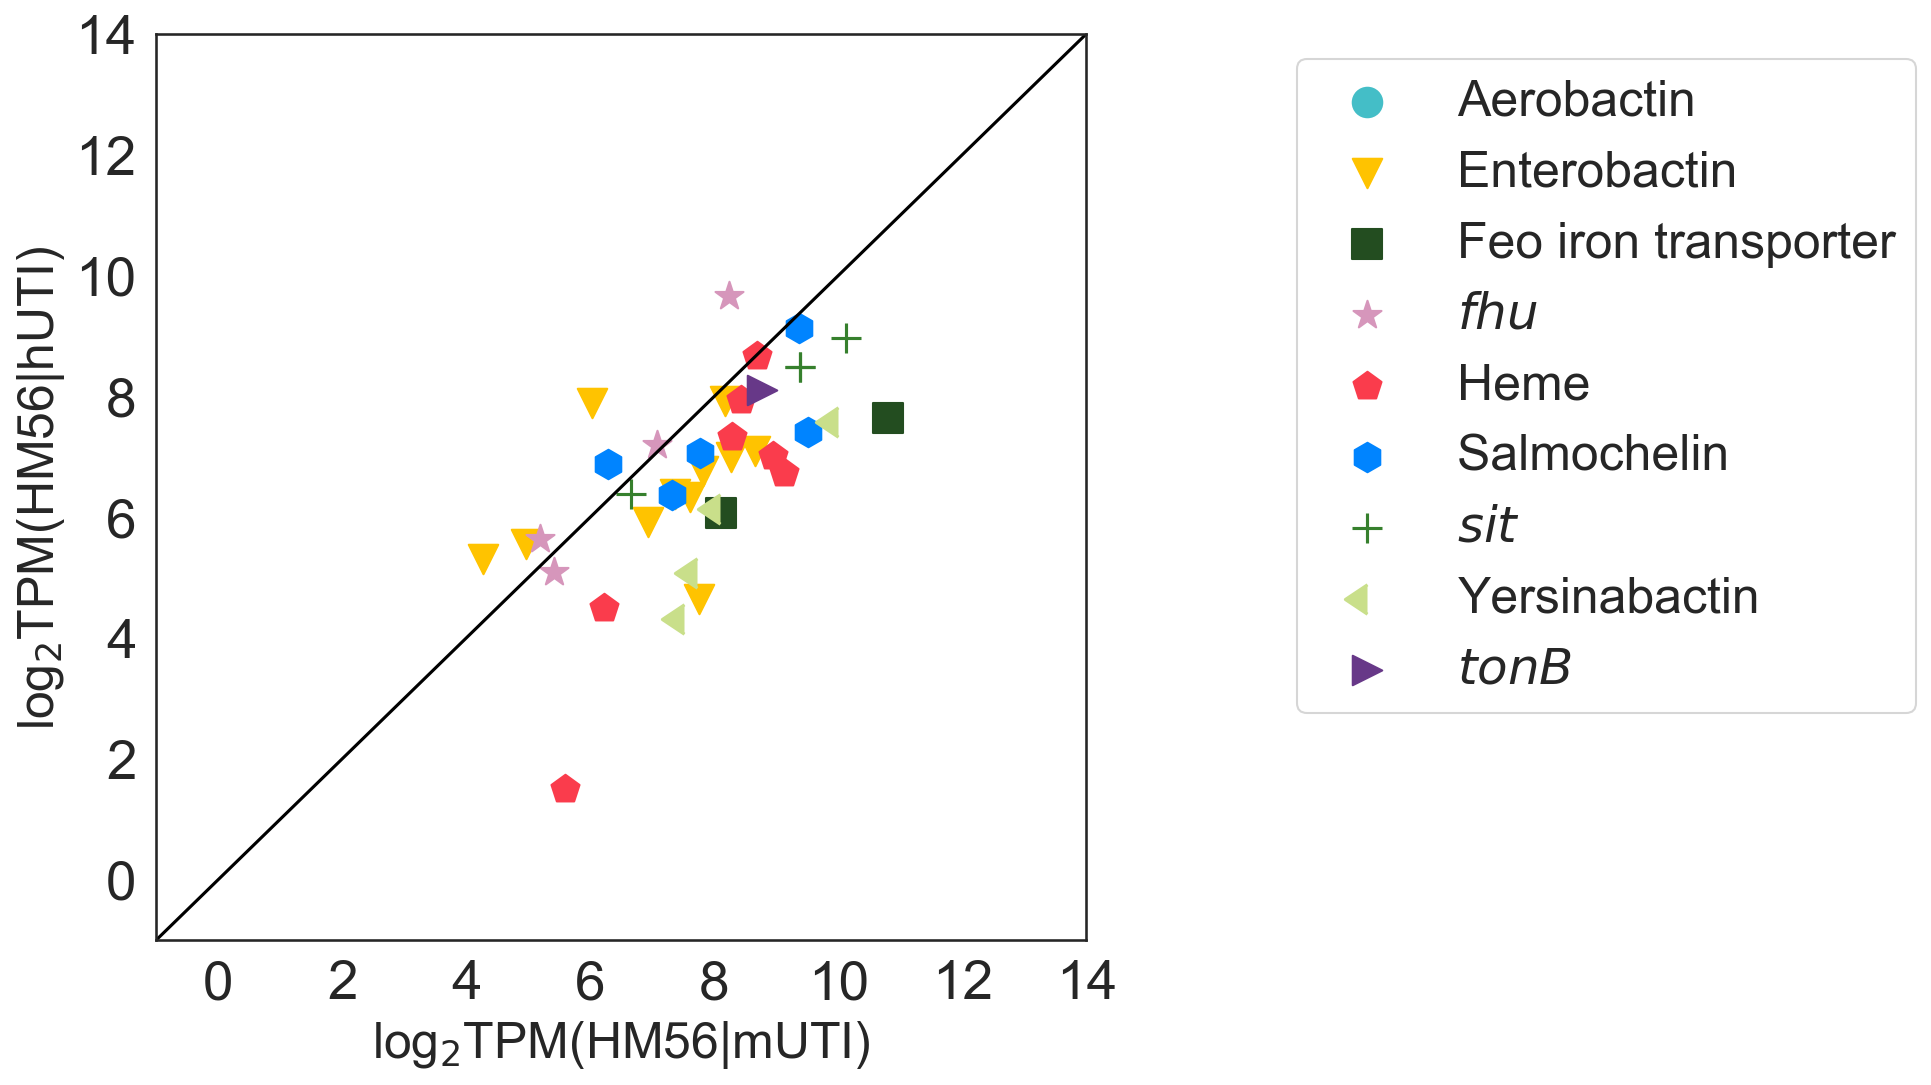 14
12
10
8
6
4
2
0
log₂TPM(HM56|hUTI)
0 2 4 6 8 10 12 14
log₂TPM(HM56|mUTI)
Aerobactin
Enterobactin
Feo iron transporter
fhu
Heme
Salmochelin
sit
Yersinabactin
tonB